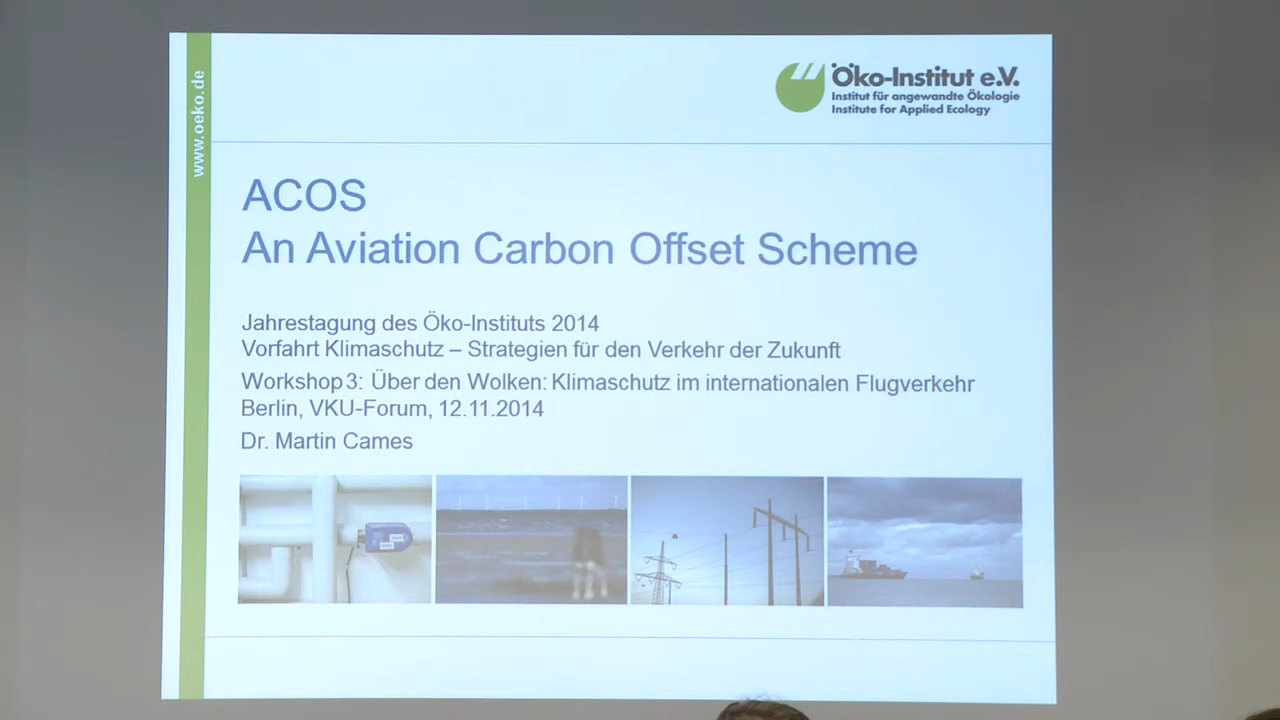 www.oeko.de
Öko-Institut e.V.
Institut für angewandte Ökologie
Institute for Applied Ecology
ACOS
An Aviation Carbon Offset Scheme
Jahrestagung des Öko-Instituts 2014
Vorfahrt Klimaschutz – Strategien für den Verkehr der Zukunft
Workshop 3: Über den Wolken: Klimaschutz im internationalen Flugverkehr
Berlin, VKU-Forum, 12.11.2014
Dr. Martin Cames